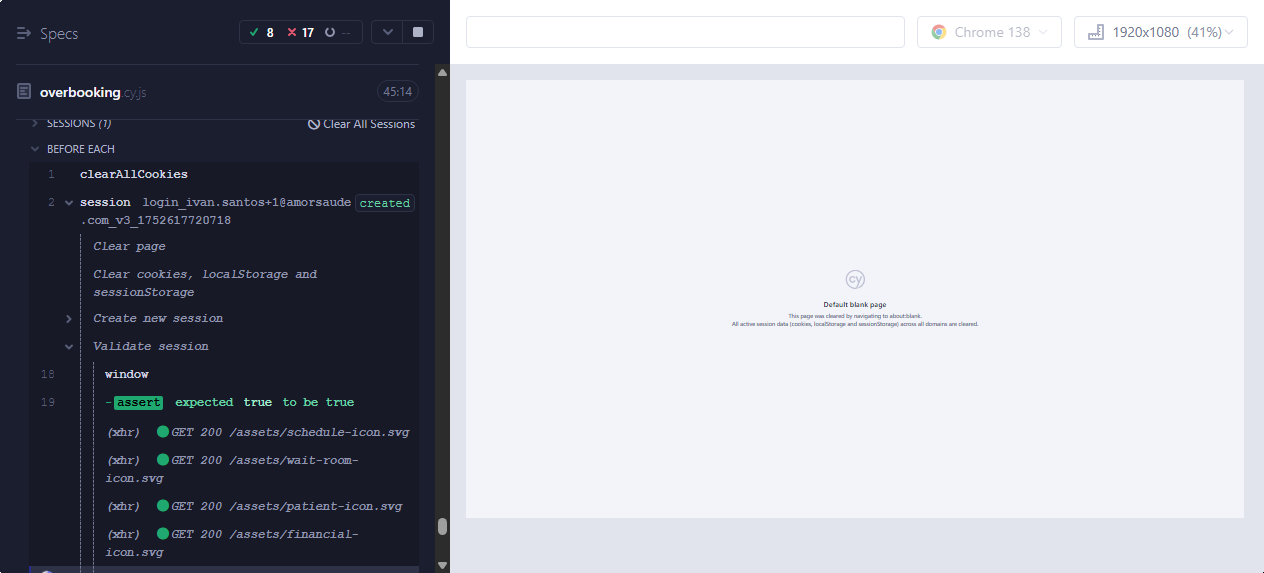 Specs
8 17 --
Chrome 138
1920x1080 (41%)
overbooking.cy.js 45:14
SESSIONS (1) Clear All Sessions
BEFORE EACH
1 clearAllCookies
2 session login_ivan.santos+1@amorsaude created
.com_v3_1752617720718
Clear page
Clear cookies, localStorage and
sessionStorage
Create new session
Validate session
18 window
19 -assert expected true to be true
(xhr) GET 200 /assets/schedule-icon.svg
(xhr) GET 200 /assets/wait-room-
icon.svg
(xhr) GET 200 /assets/patient-icon.svg
(xhr) GET 200 /assets/financial-
icon.svg
cy
Default blank page
This page was cleared by navigating to about:blank.
All active session data (cookies, localStorage and sessionStorage) across all domains are cleared.